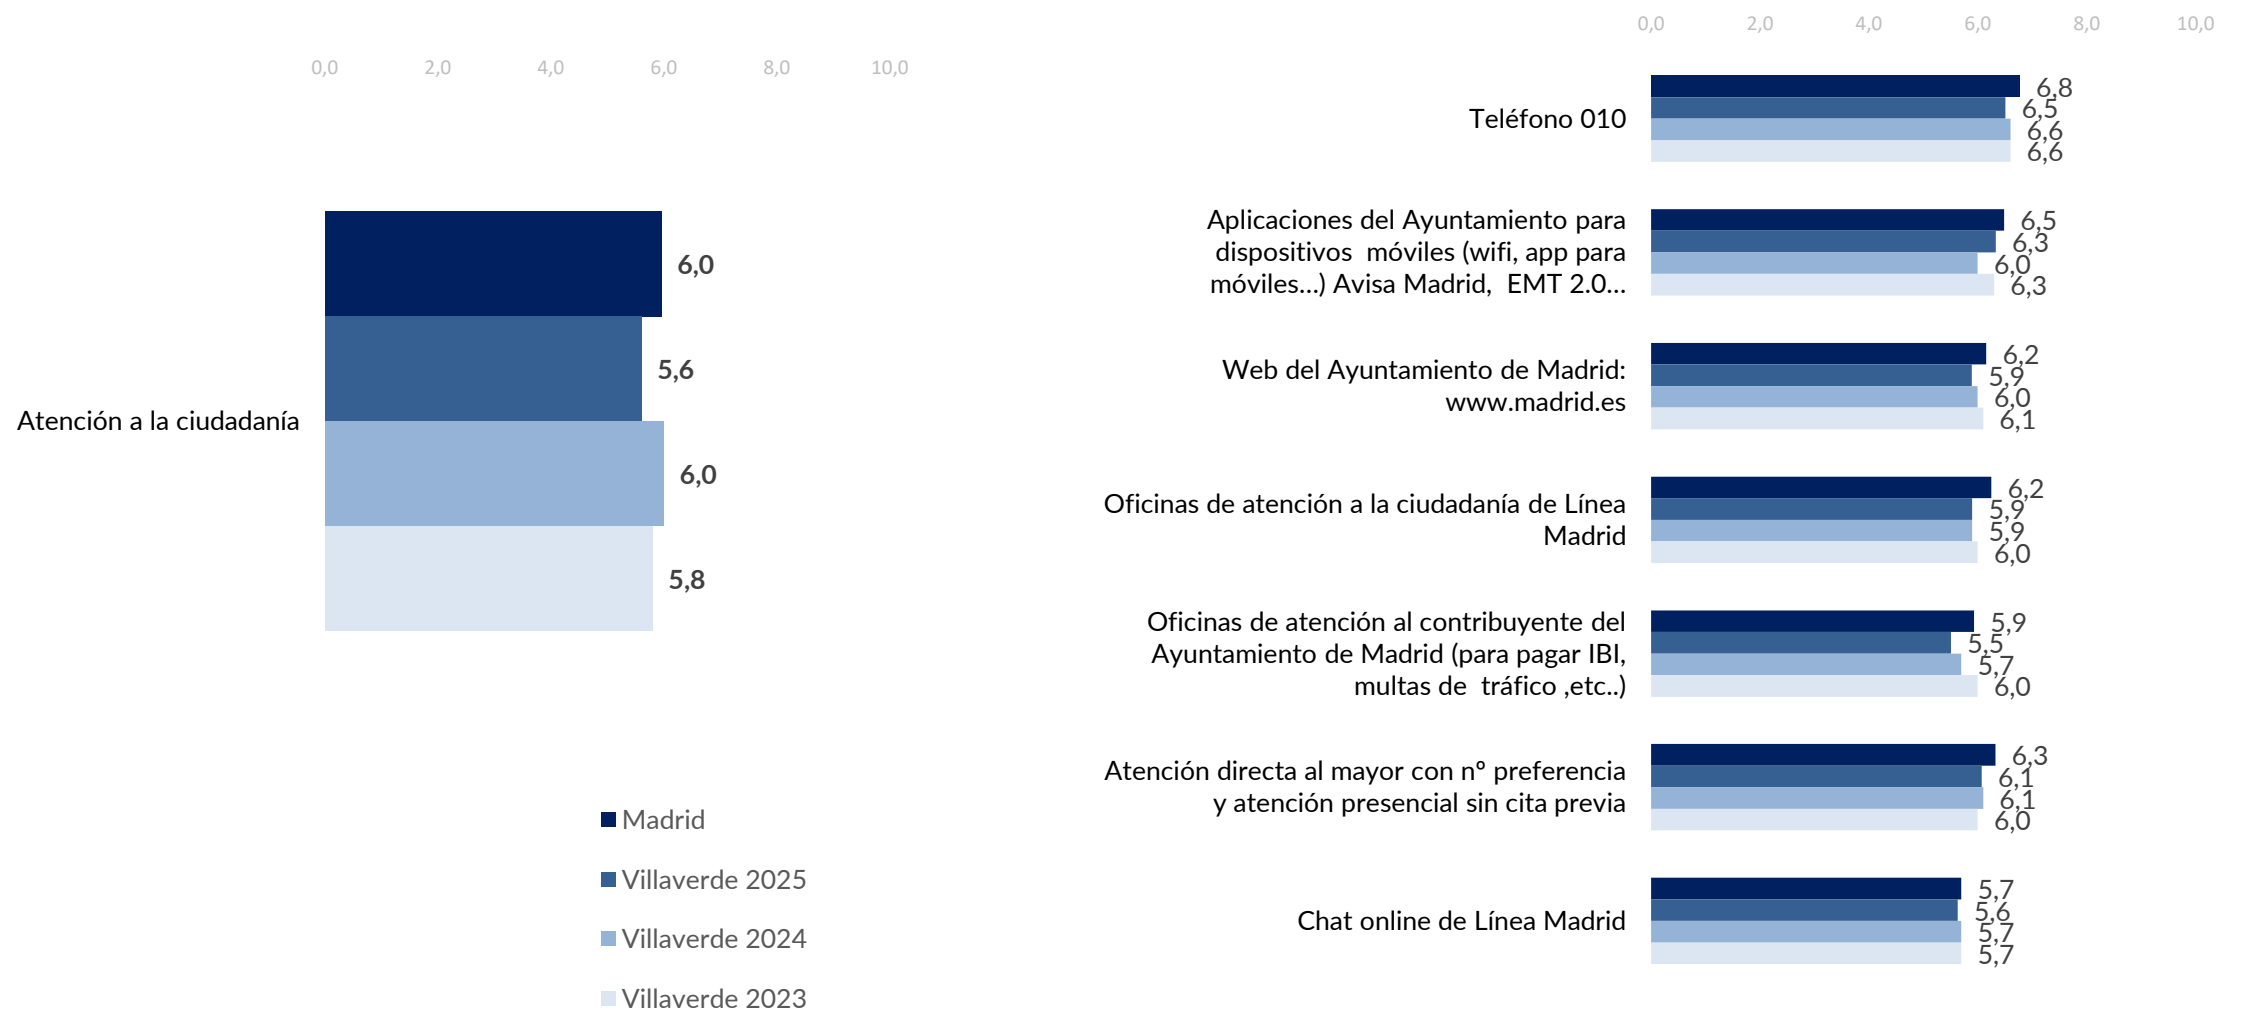 0,0 2,0 4,0 6,0 8,0 10,0
Atención a la ciudadanía
6,0
5,6
6,0
5,8
Madrid
Villaverde 2025
Villaverde 2024
Villaverde 2023
0,0 2,0 4,0 6,0 8,0 10,0
Teléfono 010
6,8
6,5
6,6
6,6
Aplicaciones del Ayuntamiento para
dispositivos  móviles (wifi, app para
móviles...) Avisa Madrid,  EMT 2.0...
6,5
6,3
6,0
6,3
Web del Ayuntamiento de Madrid:
www.madrid.es
6,2
5,9
6,0
6,1
Oficinas de atención a la ciudadanía de Línea
Madrid
6,2
5,9
5,9
6,0
Oficinas de atención al contribuyente del
Ayuntamiento de Madrid (para pagar IBI,
multas de  tráfico ,etc..)
5,9
5,5
5,7
6,0
Atención directa al mayor con nº preferencia
y atención presencial sin cita previa
6,3
6,1
6,1
6,0
Chat online de Línea Madrid
5,7
5,6
5,7
5,7